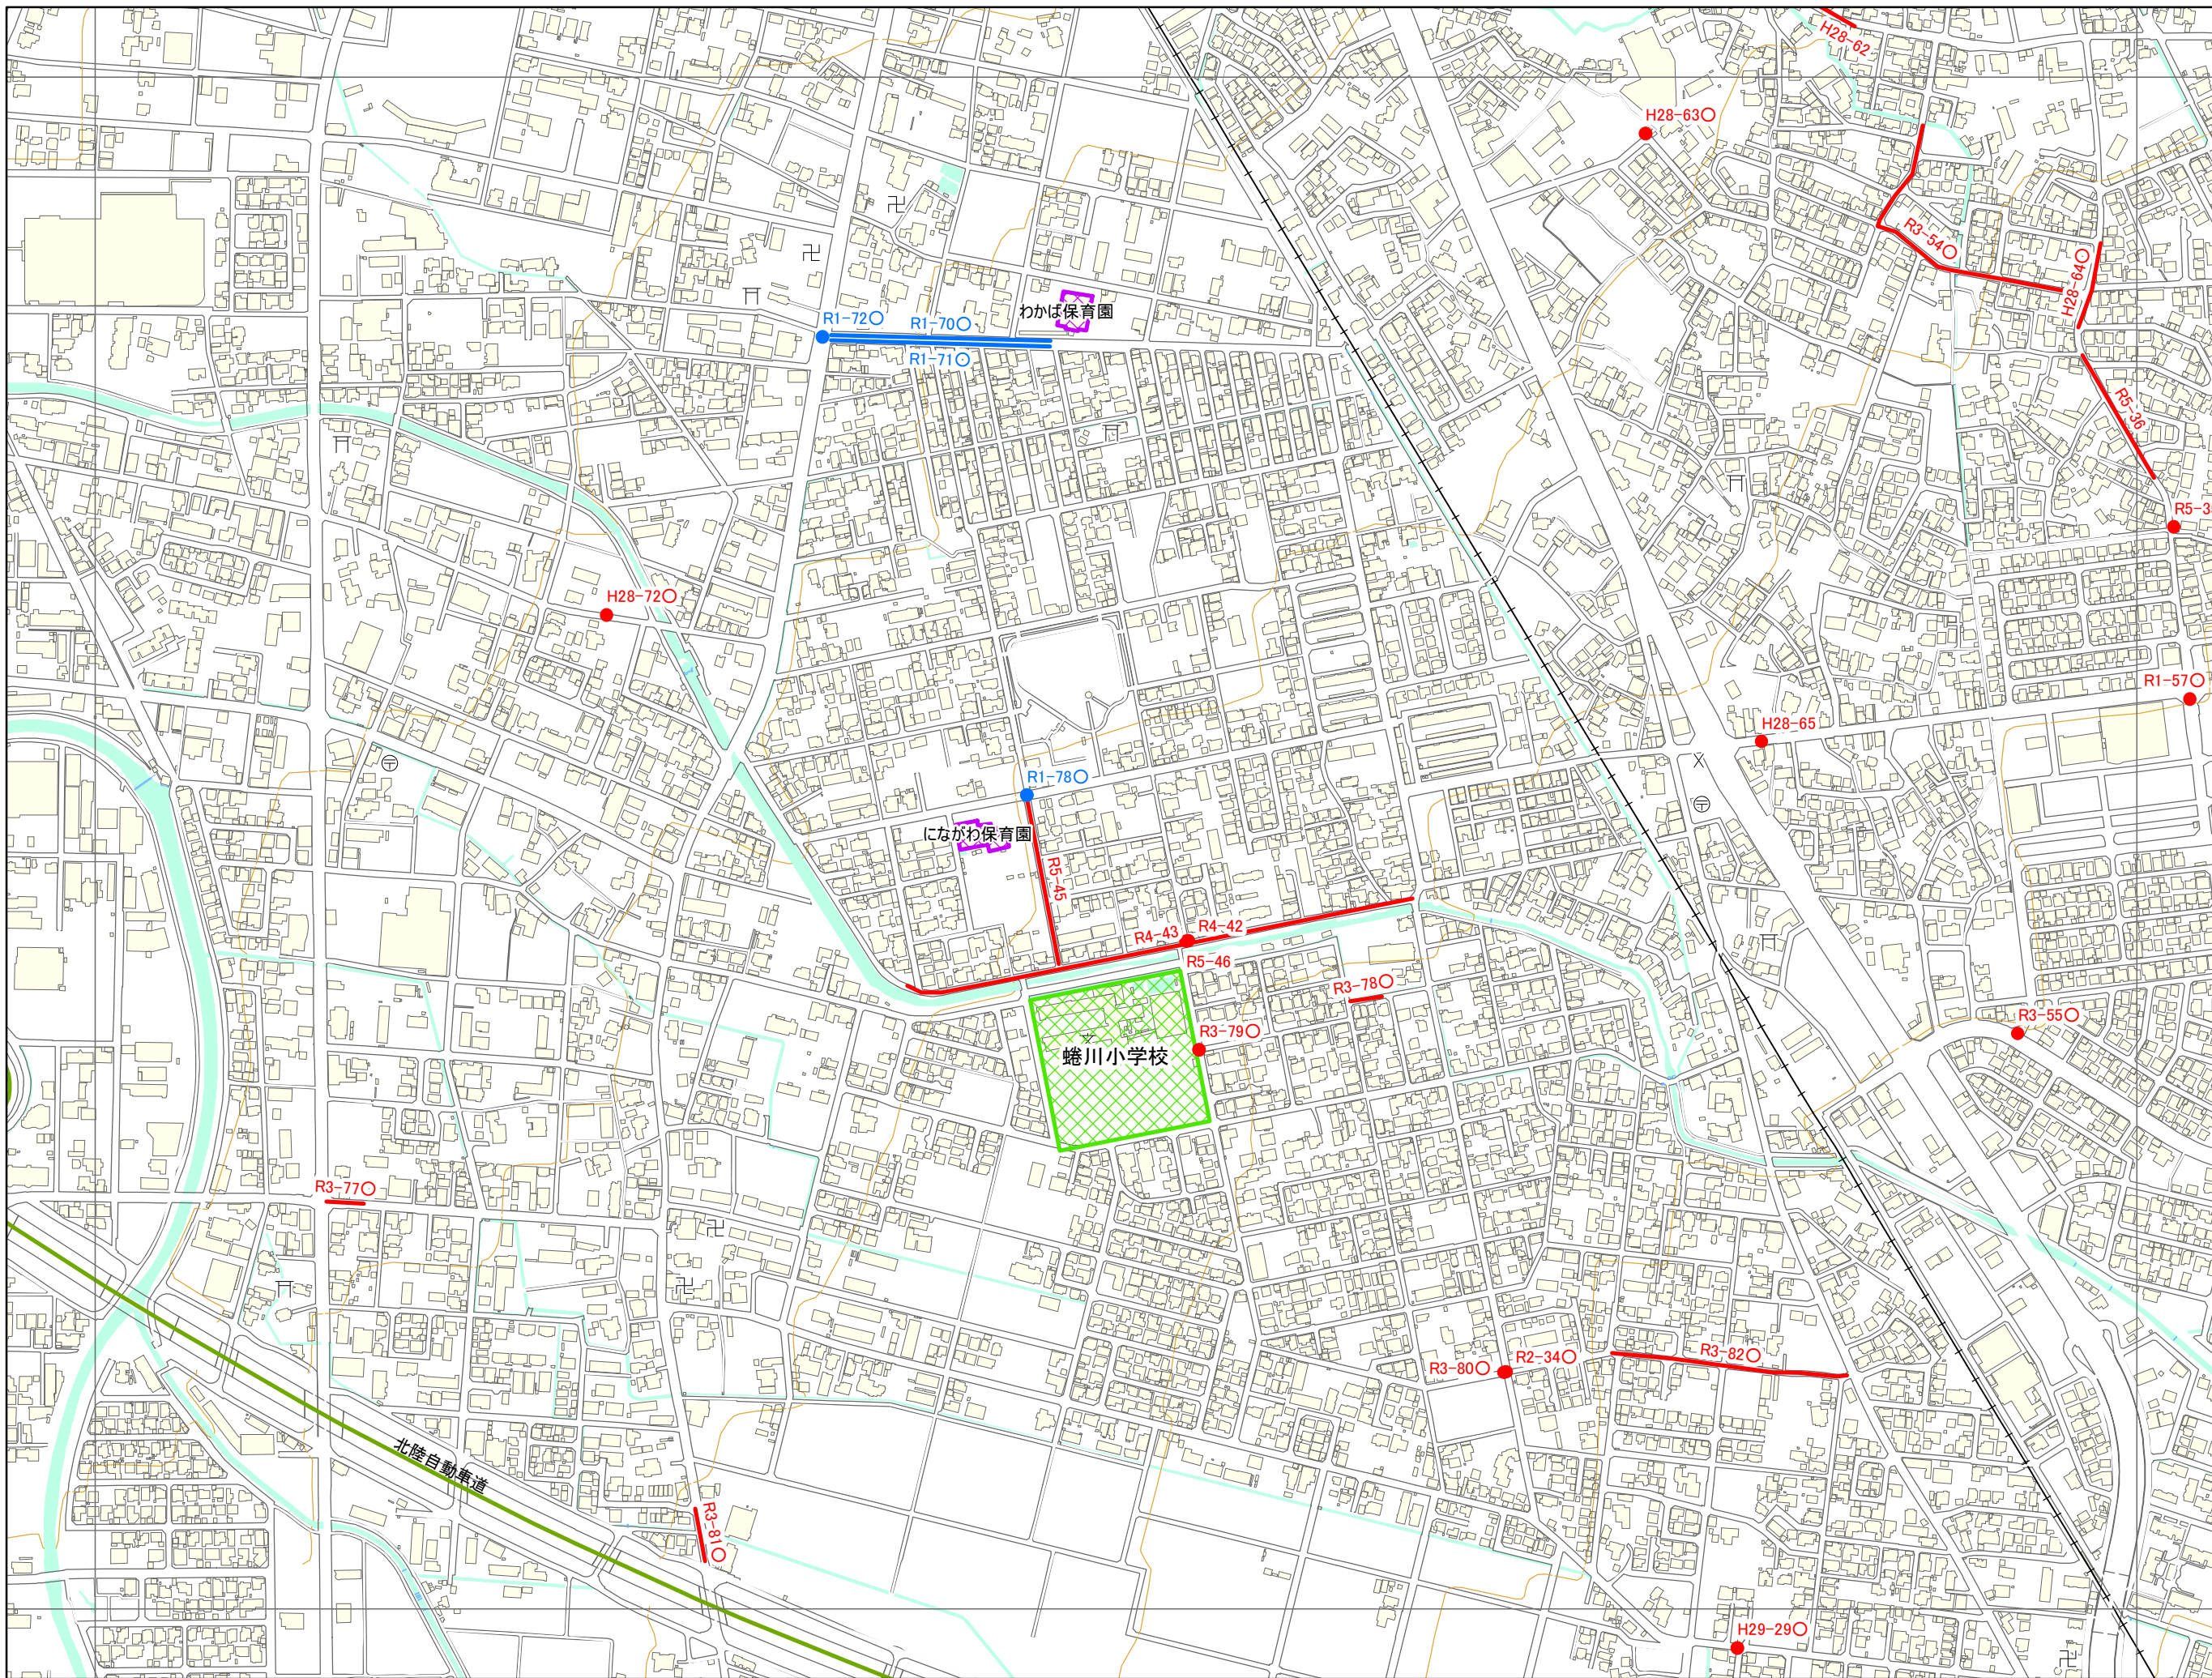 H28-62
H28-63○
R3-54○
H28-64○
わかば保育園
R1-72○
R1-70○
R1-71○
R5-36
R5-3
H28-72○
R1-57○
H28-65
R1-78○
にながわ保育園
R5-45
R4-43
R4-42
R5-46
R3-78○
R3-79○
R3-55○
文
蜷川小学校
R3-77○
R3-82○
R3-80○
R2-34○
北陸自動車道
R3-81○
H29-29○